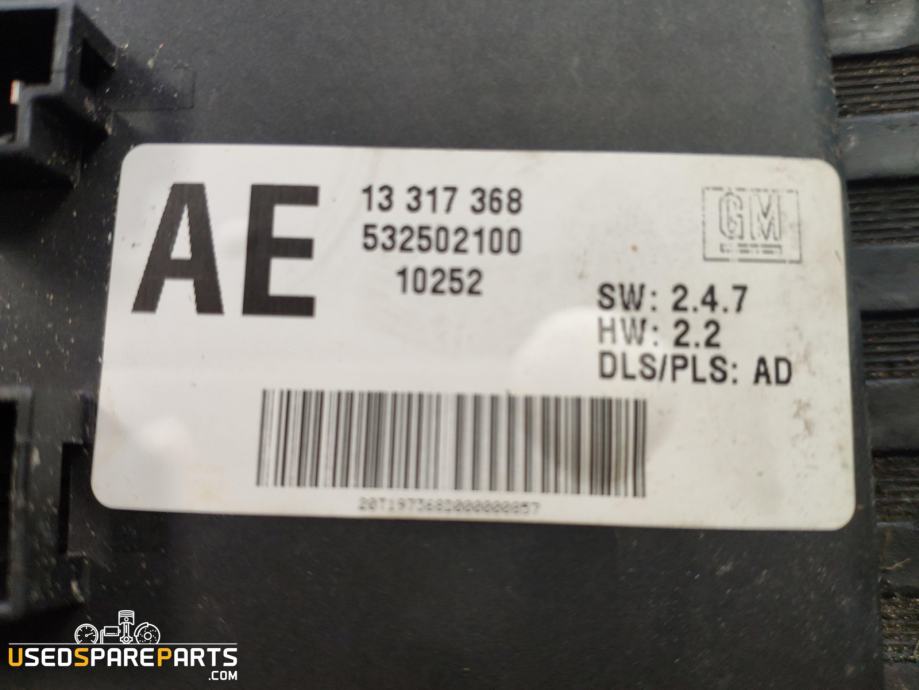 AE
13 317 368
532502100
10252
GM
SW: 2.4.7
HW: 2.2
DLS/PLS: AD
USEDSPAREPARTS
.COM